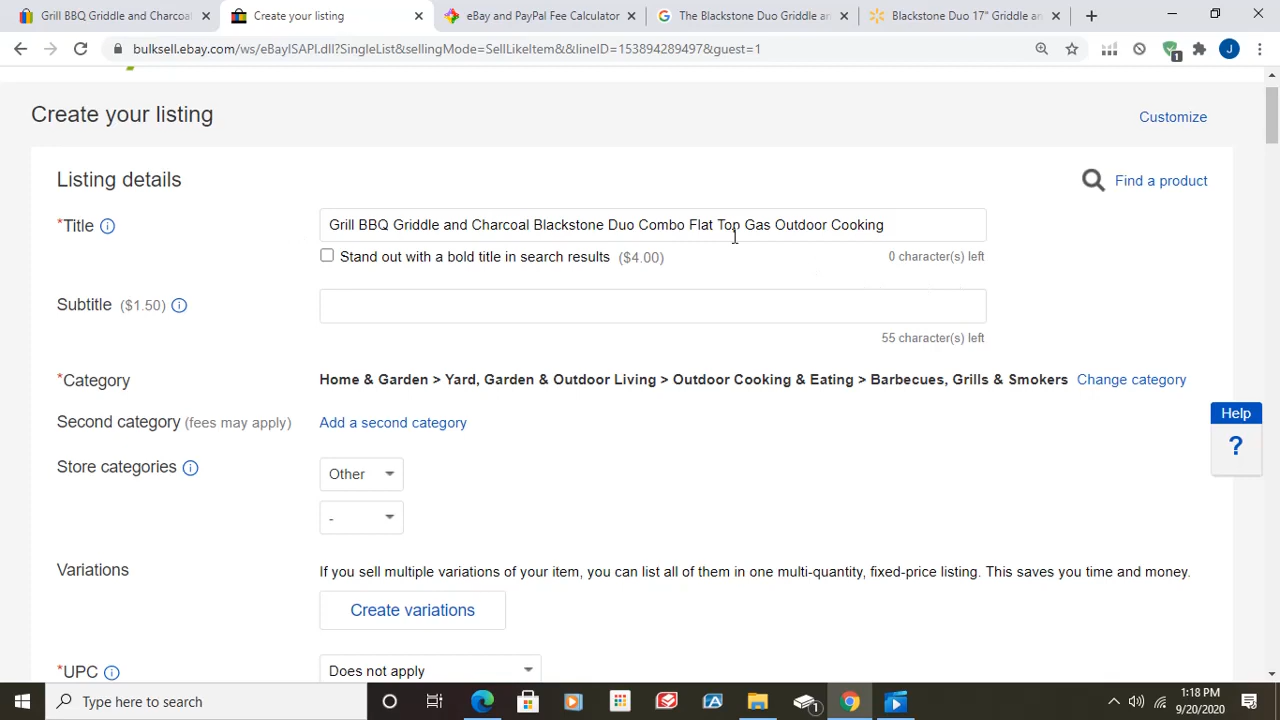 Grill BBQ Griddle and Charcoal
Create your listing
eBay and PayPal Fee Calculator
The Blackstone Duo Griddle an
Blackstone Duo 17" Griddle an
bulksell.ebay.com/ws/eBayISAPI.dll?SingleList&sellingMode=SellLikeItem&&lineID=153894289497&guest=1
1
J
Create your listing
Customize
Listing details
Find a product
*Title
Grill BBQ Griddle and Charcoal Blackstone Duo Combo Flat Top Gas Outdoor Cooking
Stand out with a bold title in search results ($4.00)
0 character(s) left
Subtitle ($1.50)
55 character(s) left
*Category
Home & Garden > Yard, Garden & Outdoor Living > Outdoor Cooking & Eating > Barbecues, Grills & Smokers Change category
Help
?
Second category (fees may apply)
Add a second category
Store categories
Other
-
Variations
If you sell multiple variations of your item, you can list all of them in one multi-quantity, fixed-price listing. This saves you time and money.
Create variations
*UPC
Does not apply
Type here to search
1
1:18 PM
9/20/2020